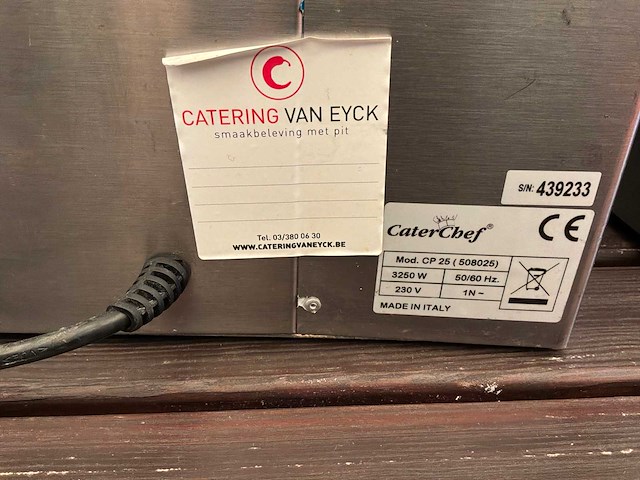 CATERING VAN EYCK
smaakbeleving met pit
Tel. 03/380 06 30
WWW.CATERINGVANEYCK.BE
S/N: 439233
CaterChef®
CE
Mod. CP 25 ( 508025)
3250 W 50/60 Hz.
230 V 1N ~
MADE IN ITALY